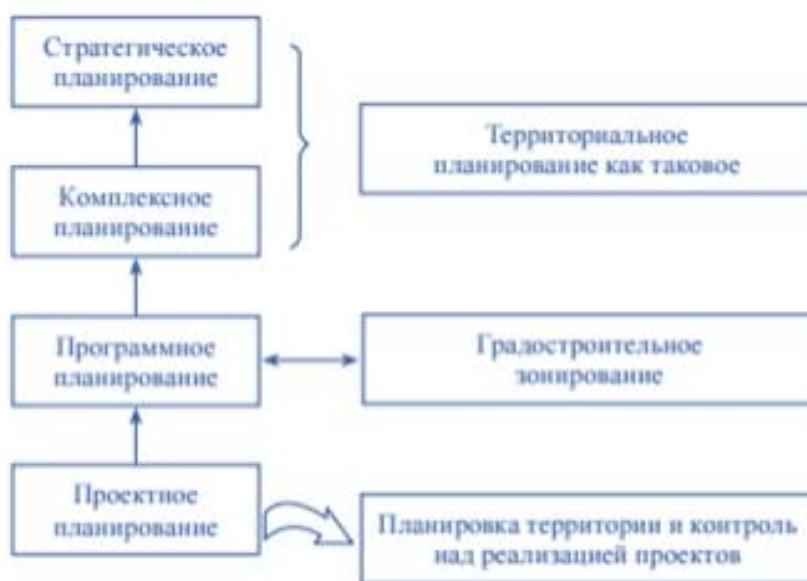 Стратегическое
планирование
Территориальное
планирование как таковое
Комплексное
планирование
Программное
планирование
Градостроительное
зонирование
Проектное
планирование
Планировка территории и контроль
над реализацией проектов